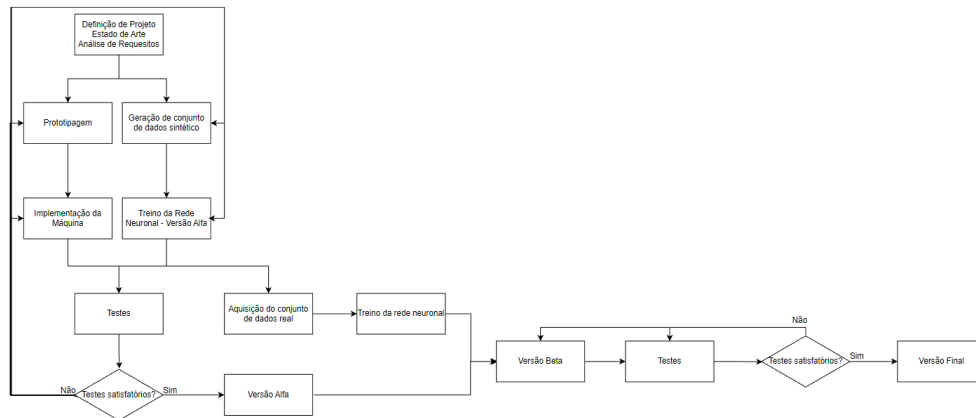 Definição de Projeto
Estado de Arte
Análise de Requesitos
Prototipagem
Geração de conjunto
de dados sintético
Implementação da
Máquina
Treino da Rede
Neuronal - Versão Alfa
Testes
Aquisição do conjunto
de dados real
Treino da rede neuronal
Não
Versão Beta
Testes
Testes satisfatórios?
Sim
Versão Final
Não
Testes satisfatórios?
Sim
Versão Alfa